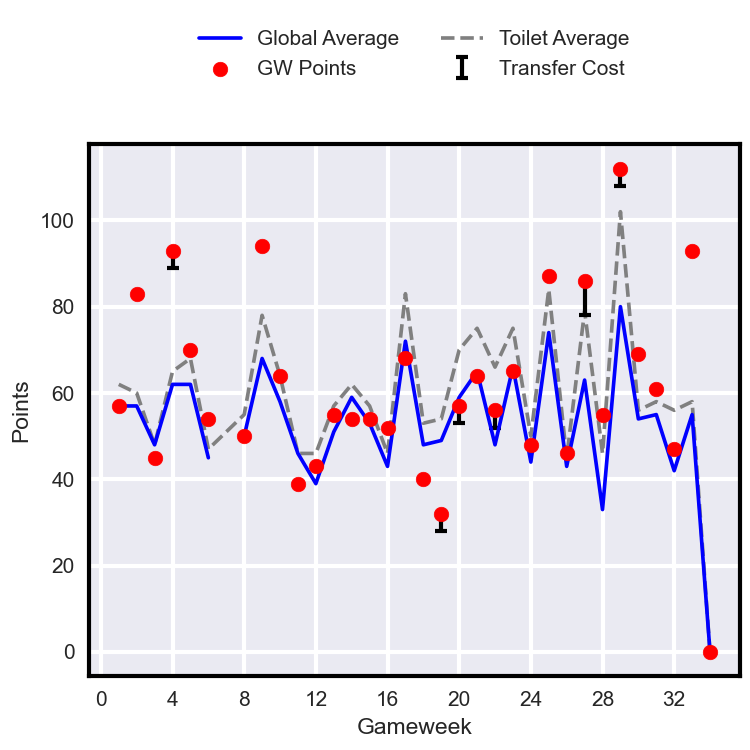 Global Average
GW Points
Toilet Average
Transfer Cost
Points
100
80
60
40
20
0
0 4 8 12 16 20 24 28 32
Gameweek